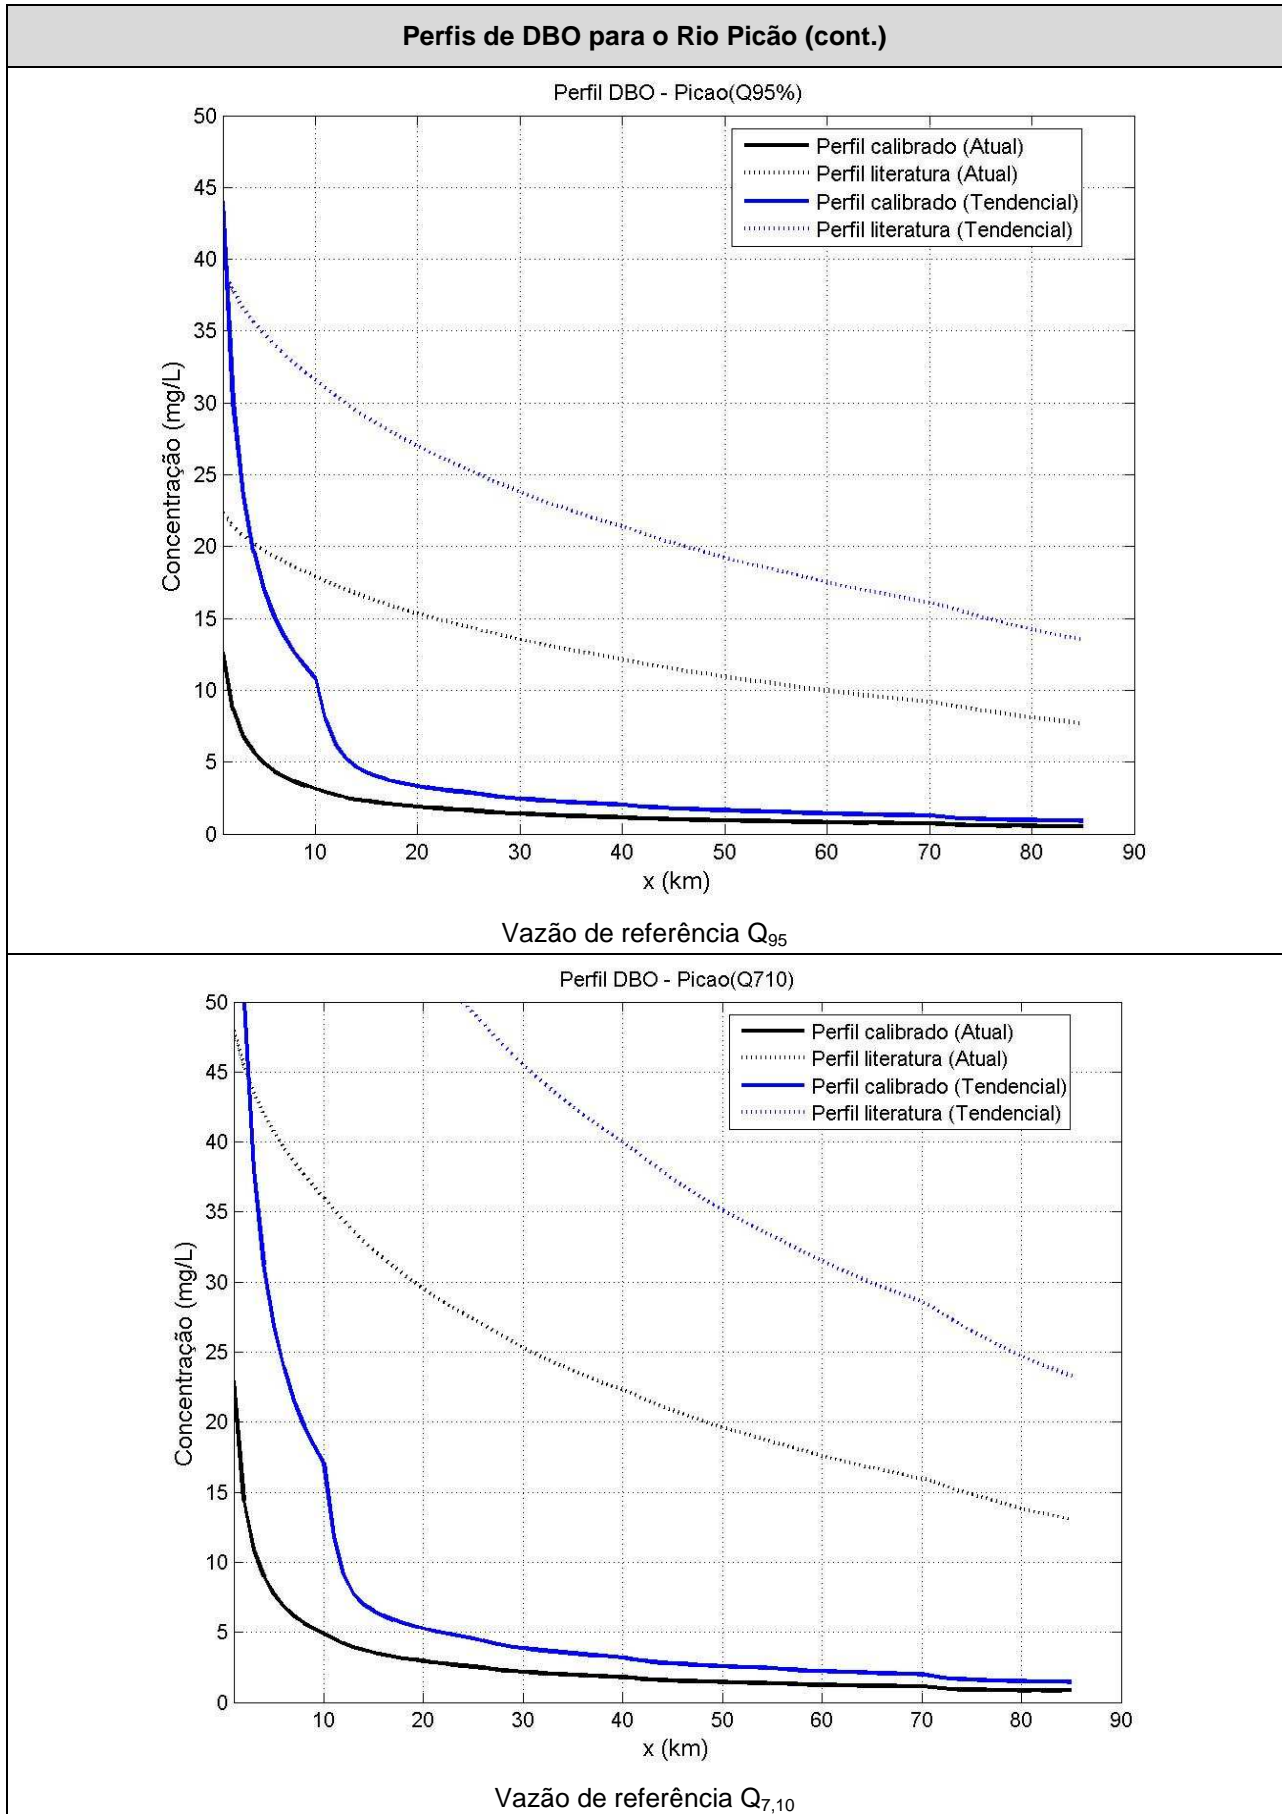 Perfis de DBO para o Rio Picão (cont.)
Perfil DBO - Picao(Q95%)
50
45
40
35
30
25
20
15
10
5
0
Concentração (mg/L)
Perfil calibrado (Atual)
Perfil literatura (Atual)
Perfil calibrado (Tendencial)
Perfil literatura (Tendencial)
10 20 30 40 50 60 70 80 90
x (km)
Vazão de referência Q95
Perfil DBO - Picao(Q710)
50
45
40
35
30
25
20
15
10
5
0
Concentração (mg/L)
Perfil calibrado (Atual)
Perfil literatura (Atual)
Perfil calibrado (Tendencial)
Perfil literatura (Tendencial)
10 20 30 40 50 60 70 80 90
x (km)
Vazão de referência Q7,10